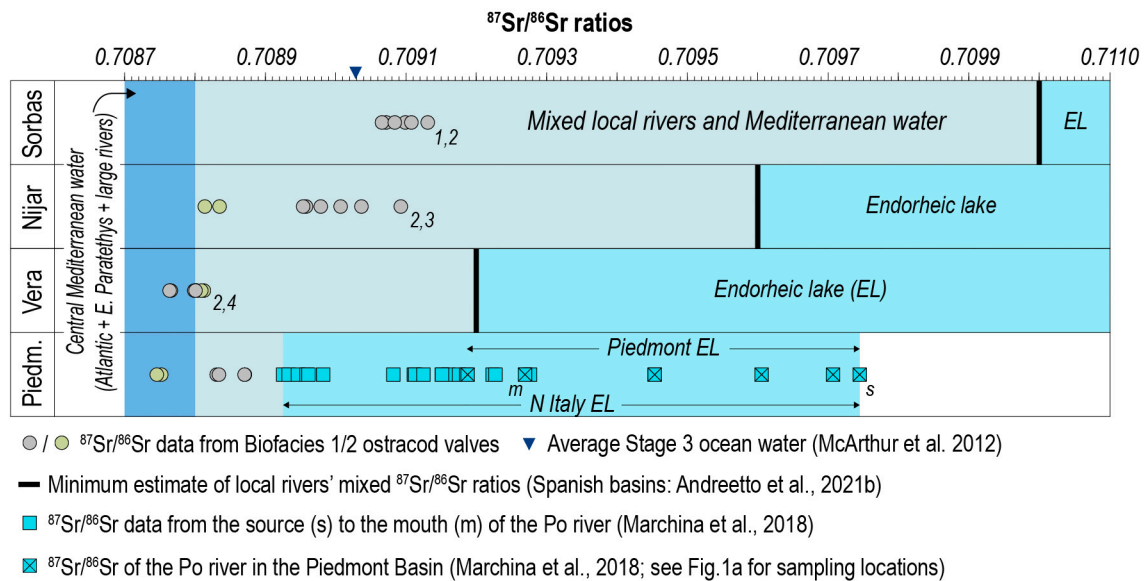 ⁸⁷Sr/⁸⁶Sr ratios
0.7087 0.7089 0.7091 0.7093 0.7095 0.7097 0.7099 0.7110
Sorbas
Central Mediterranean water
(Atlantic + E. Paratethys + large rivers)
1,2
Mixed local rivers and Mediterranean water
EL
Nijar
2,3
Endorheic lake
Vera
2,4
Endorheic lake (EL)
Piedm.
Piedmont EL
m
s
N Italy EL
/ ⁸⁷Sr/⁸⁶Sr data from Biofacies 1/2 ostracod valves Average Stage 3 ocean water (McArthur et al. 2012)
Minimum estimate of local rivers' mixed ⁸⁷Sr/⁸⁶Sr ratios (Spanish basins: Andreetto et al., 2021b)
⁸⁷Sr/⁸⁶Sr data from the source (s) to the mouth (m) of the Po river (Marchina et al., 2018)
⁸⁷Sr/⁸⁶Sr of the Po river in the Piedmont Basin (Marchina et al., 2018; see Fig.1a for sampling locations)